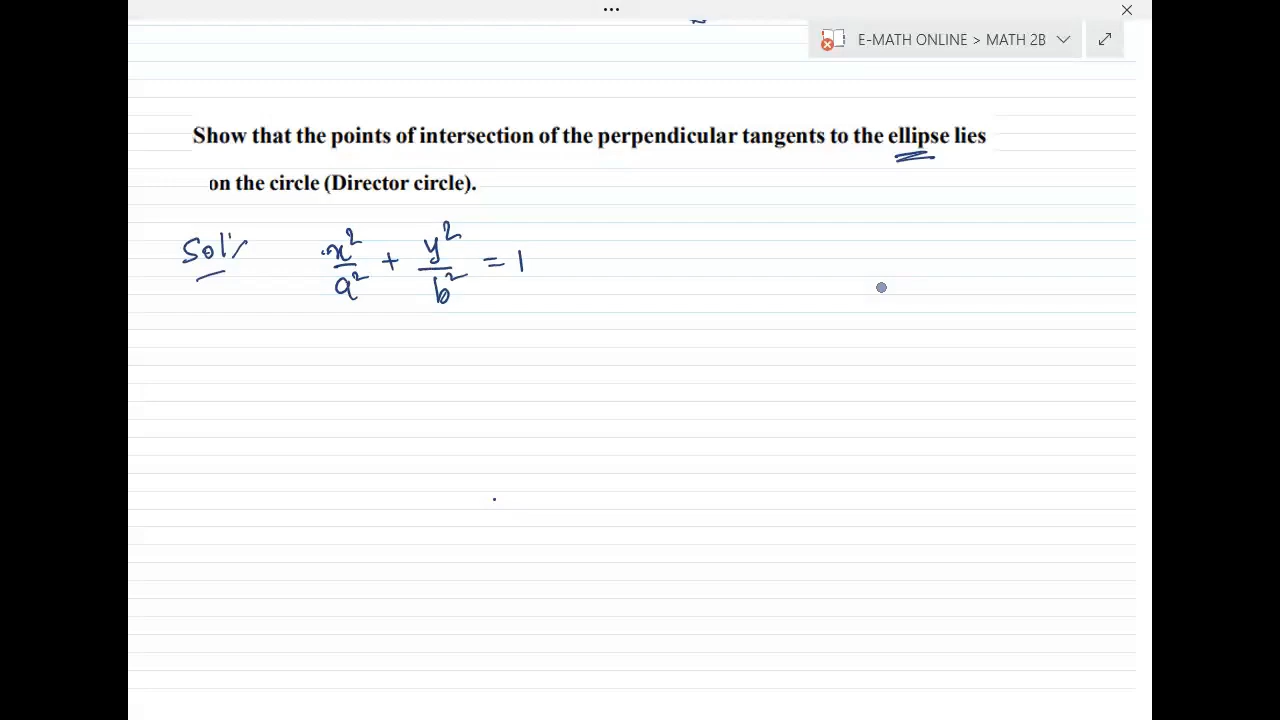 E-MATH ONLINE > MATH 2B
Show that the points of intersection of the perpendicular tangents to the ellipse lies
on the circle (Director circle).
Sol:
x²/a² + y²/b² = 1